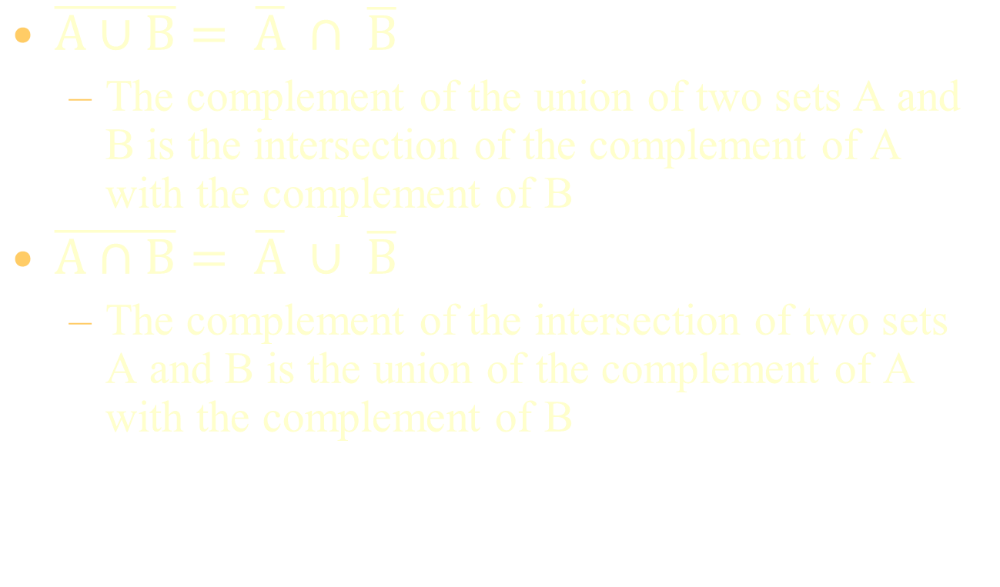 • A̅ ̅∪̅ ̅B̅ = A̅ ∩ B̅
– The complement of the union of two sets A and
B is the intersection of the complement of A
with the complement of B
• A̅ ̅∩̅ ̅B̅ = A̅ ∪ B̅
– The complement of the intersection of two sets
A and B is the union of the complement of A
with the complement of B